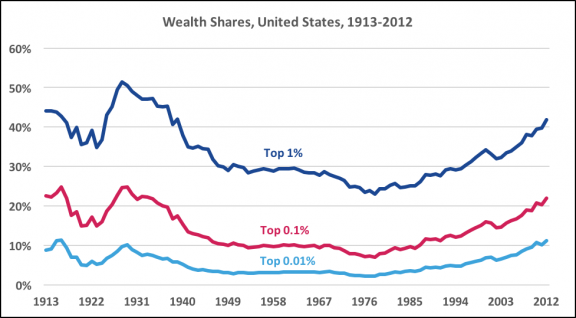 Wealth Shares, United States, 1913-2012
60%
50%
40%
30%
20%
10%
0%
Top 1%
Top 0.1%
Top 0.01%
1913 1922 1931 1940 1949 1958 1967 1976 1985 1994 2003 2012